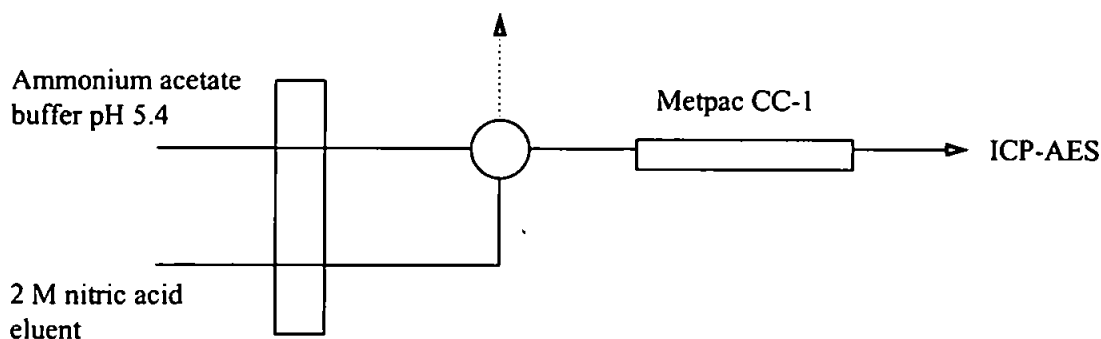 Ammonium acetate
buffer pH 5.4
Metpac CC-1
ICP-AES
2 M nitric acid
eluent